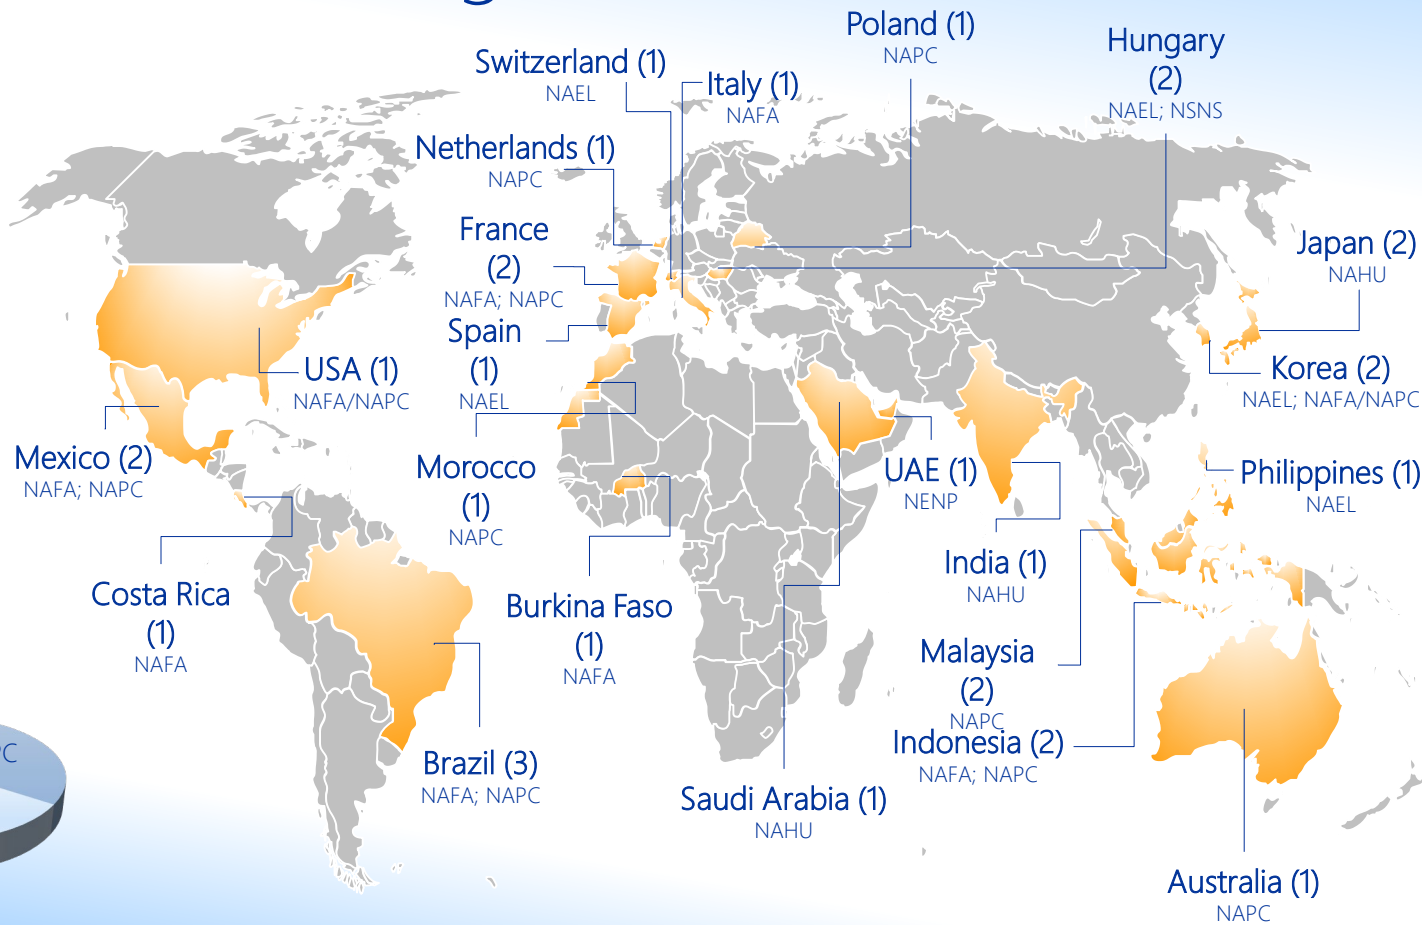 Poland (1)
NAPC
Hungary
(2)
NAEL; NSNS
Switzerland (1)
NAEL
Italy (1)
NAFA
Netherlands (1)
NAPC
France
(2)
NAFA; NAPC
Japan (2)
NAHU
Spain
(1)
NAEL
USA (1)
NAFA/NAPC
Korea (2)
NAEL; NAFA/NAPC
Mexico (2)
NAFA; NAPC
Morocco
(1)
NAPC
UAE (1)
NENP
Philippines (1)
NAEL
India (1)
NAHU
Costa Rica
(1)
NAFA
Burkina Faso
(1)
NAFA
Malaysia
(2)
NAPC
Indonesia (2)
NAFA; NAPC
Brazil (3)
NAFA; NAPC
Saudi Arabia (1)
NAHU
Australia (1)
NAPC